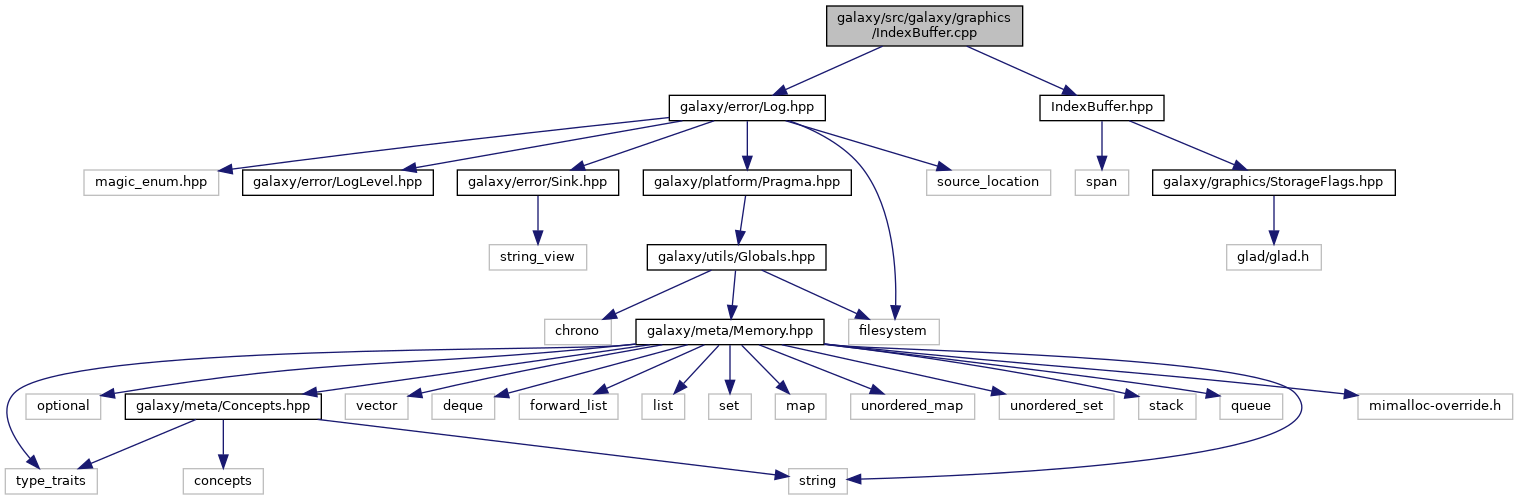 galaxy/src/galaxy/graphics
/IndexBuffer.cpp
galaxy/error/Log.hpp
IndexBuffer.hpp
magic_enum.hpp
galaxy/error/LogLevel.hpp
galaxy/error/Sink.hpp
galaxy/platform/Pragma.hpp
source_location
span
galaxy/graphics/StorageFlags.hpp
string_view
galaxy/utils/Globals.hpp
glad/glad.h
chrono
galaxy/meta/Memory.hpp
filesystem
optional
galaxy/meta/Concepts.hpp
vector
deque
forward_list
list
set
map
unordered_map
unordered_set
stack
queue
mimalloc-override.h
type_traits
concepts
string